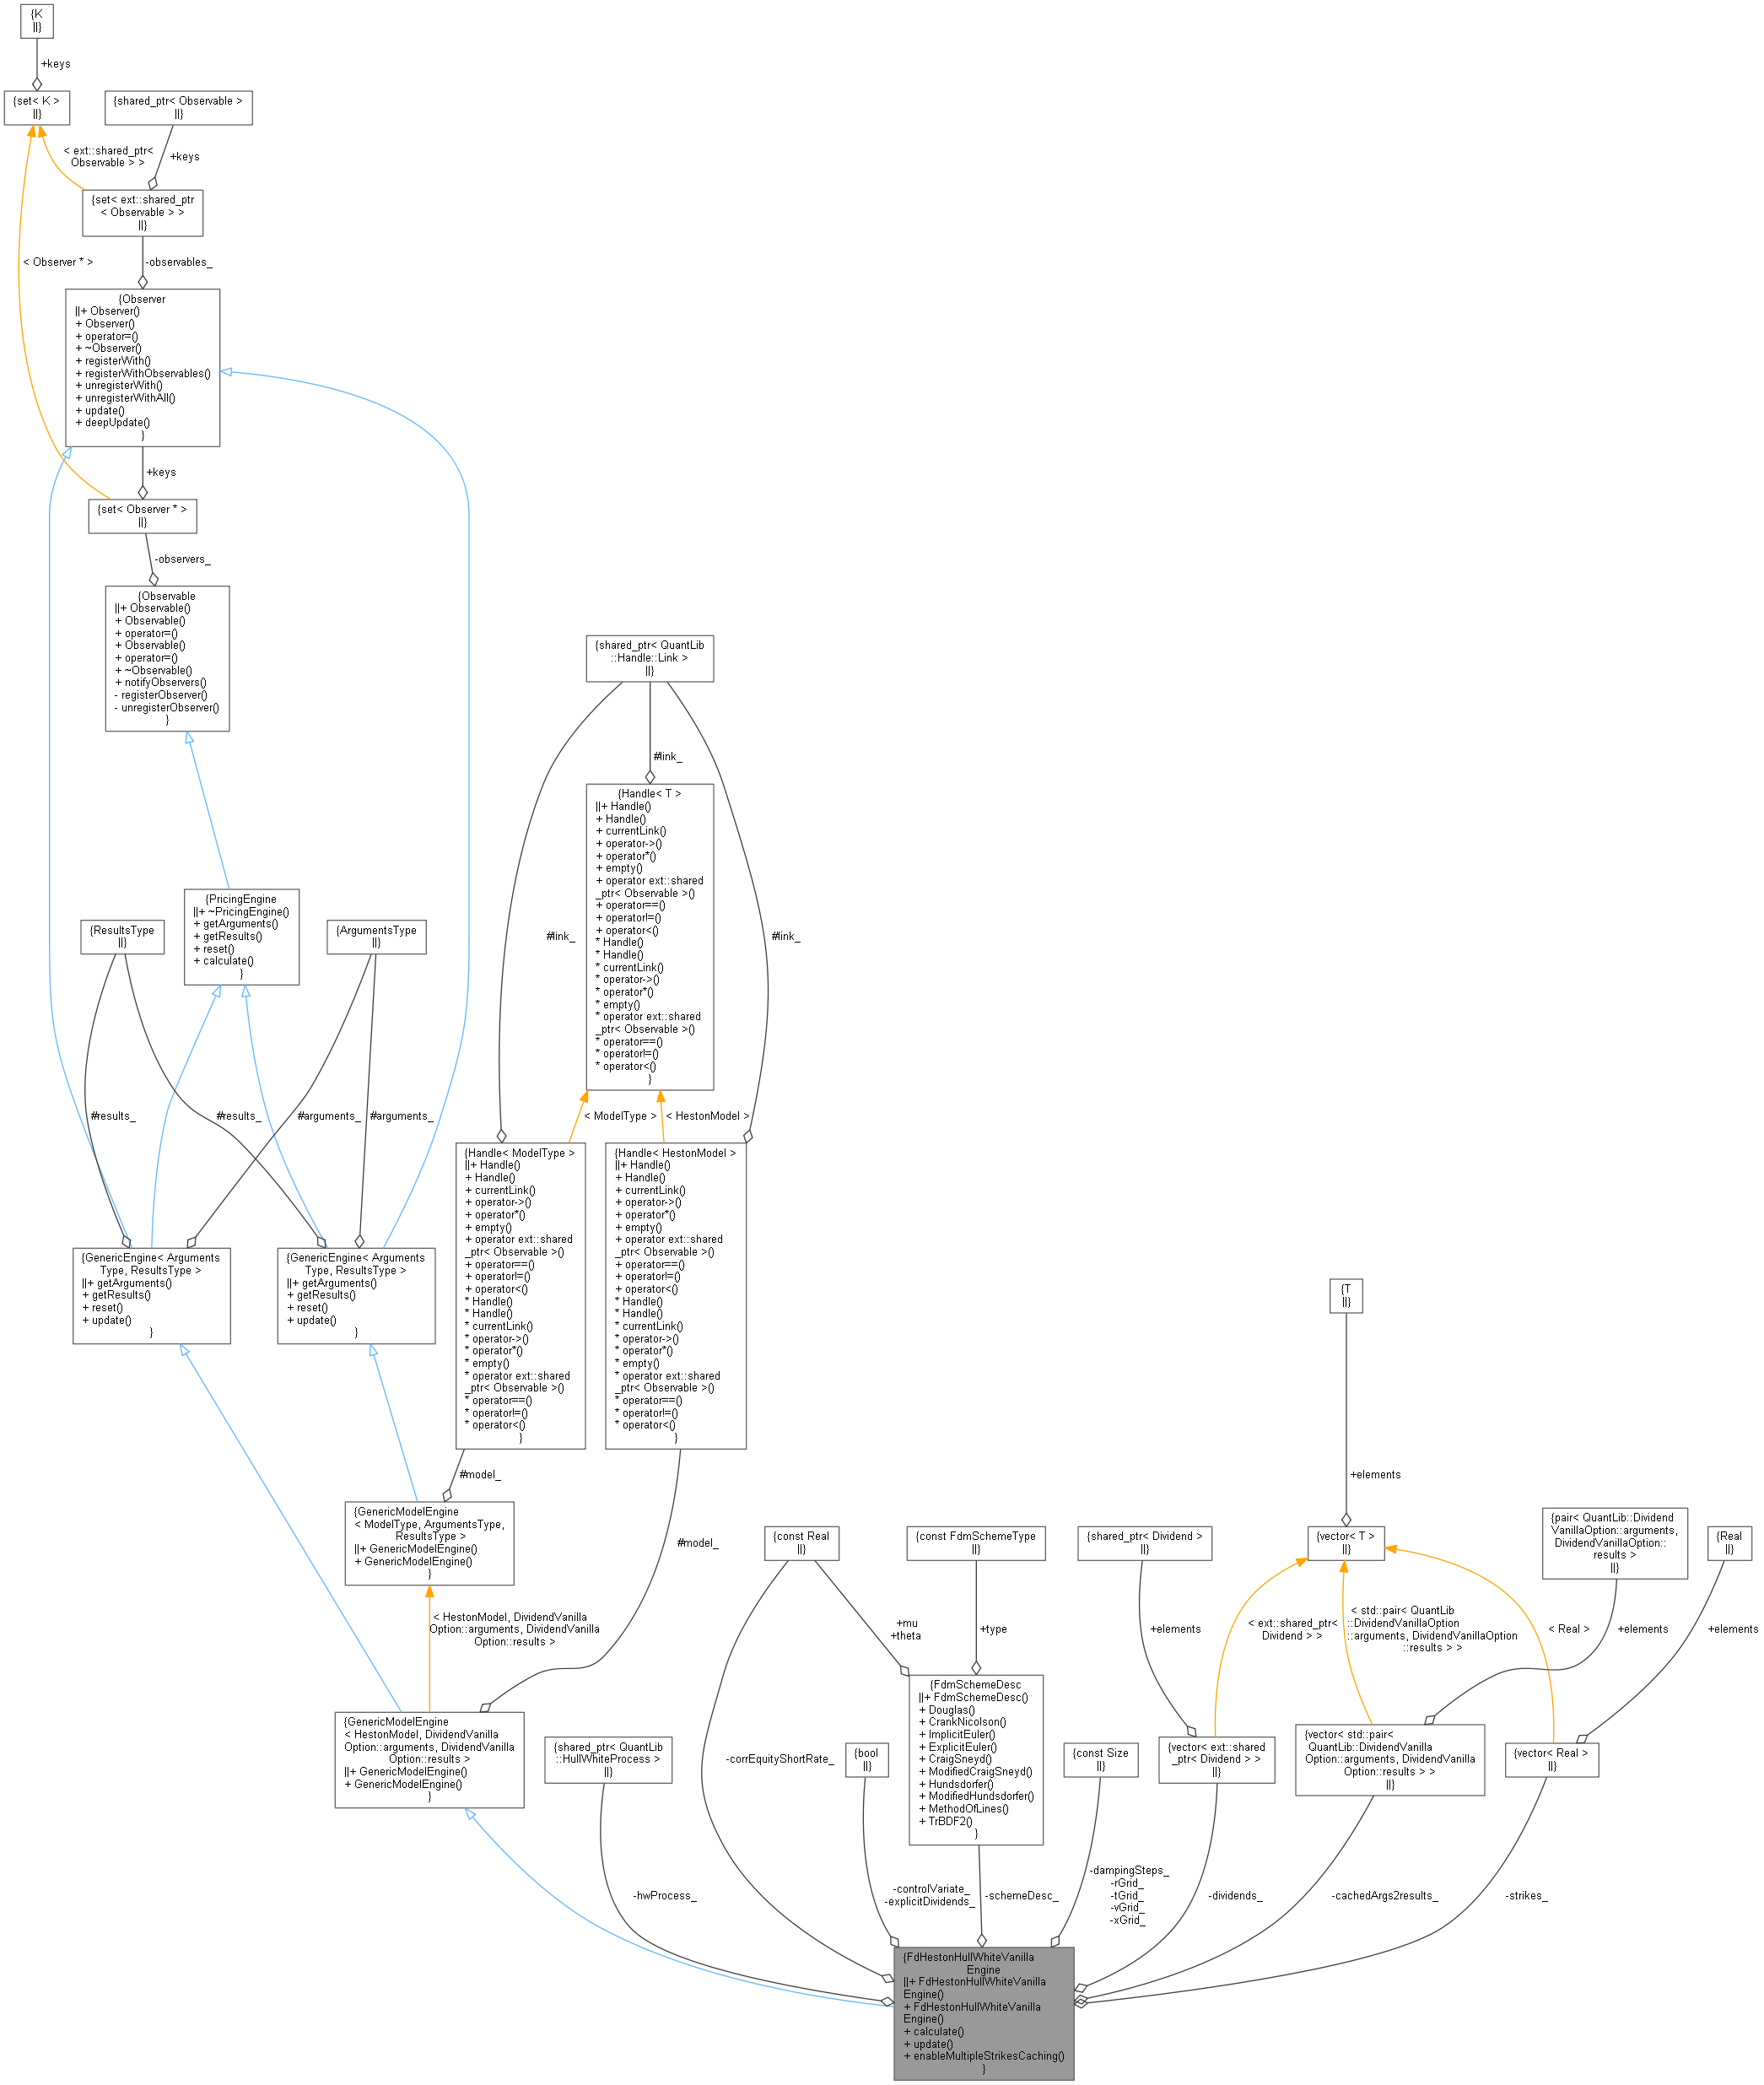 {K
||}
+keys
{set< K >
||}
{shared_ptr< Observable >
||}
< ext::shared_ptr<
Observable > >
+keys
{set< ext::shared_ptr
< Observable > >
||}
< Observer * >
-observables_
{Observer
||+ Observer()
+ Observer()
+ operator=()
+ ~Observer()
+ registerWith()
+ registerWithObservables()
+ unregisterWith()
+ unregisterWithAll()
+ update()
+ deepUpdate()
}
+keys
{set< Observer * >
||}
-observers_
{Observable
||+ Observable()
+ Observable()
+ operator=()
+ Observable()
+ operator=()
+ ~Observable()
+ notifyObservers()
- registerObserver()
- unregisterObserver()
}
{shared_ptr< QuantLib
::Handle::Link >
||}
#link_
{Handle< T >
||+ Handle()
+ Handle()
+ currentLink()
+ operator->()
+ operator*()
+ empty()
+ operator ext::shared
_ptr< Observable >()
+ operator==()
+ operator!=()
+ operator<()
* Handle()
* Handle()
* currentLink()
* operator->()
* operator*()
* empty()
* operator ext::shared
_ptr< Observable >()
* operator==()
* operator!=()
* operator<()
}
{PricingEngine
||+ ~PricingEngine()
+ getArguments()
+ getResults()
+ reset()
+ calculate()
}
{ResultsType
||}
{ArgumentsType
||}
#link_
#link_
#results_
#results_
#arguments_
#arguments_
< ModelType >
< HestonModel >
{Handle< ModelType >
||+ Handle()
+ Handle()
+ currentLink()
+ operator->()
+ operator*()
+ empty()
+ operator ext::shared
_ptr< Observable >()
+ operator==()
+ operator!=()
+ operator<()
* Handle()
* Handle()
* currentLink()
* operator->()
* operator*()
* empty()
* operator ext::shared
_ptr< Observable >()
* operator==()
* operator!=()
* operator<()
}
{Handle< HestonModel >
||+ Handle()
+ Handle()
+ currentLink()
+ operator->()
+ operator*()
+ empty()
+ operator ext::shared
_ptr< Observable >()
+ operator==()
+ operator!=()
+ operator<()
* Handle()
* Handle()
* currentLink()
* operator->()
* operator*()
* empty()
* operator ext::shared
_ptr< Observable >()
* operator==()
* operator!=()
* operator<()
}
{GenericEngine< Arguments
Type, ResultsType >
||+ getArguments()
+ getResults()
+ reset()
+ update()
}
{GenericEngine< Arguments
Type, ResultsType >
||+ getArguments()
+ getResults()
+ reset()
+ update()
}
{T
||}
#model_
+elements
{GenericModelEngine
< ModelType, ArgumentsType,
ResultsType >
||+ GenericModelEngine()
+ GenericModelEngine()
}
#model_
{const Real
||}
{const FdmSchemeType
||}
{shared_ptr< Dividend >
||}
{vector< T >
||}
{pair< QuantLib::Dividend
VanillaOption::arguments,
DividendVanillaOption::
results >
||}
{Real
||}
< HestonModel, DividendVanilla
Option::arguments, DividendVanilla
Option::results >
+mu
+theta
+type
+elements
< ext::shared_ptr<
Dividend > >
< std::pair< QuantLib
::DividendVanillaOption
::arguments, DividendVanillaOption
::results > >
< Real >
+elements
+elements
{GenericModelEngine
< HestonModel, DividendVanilla
Option::arguments, DividendVanilla
Option::results >
||+ GenericModelEngine()
+ GenericModelEngine()
}
{shared_ptr< QuantLib
::HullWhiteProcess >
||}
-corrEquityShortRate_
{bool
||}
{FdmSchemeDesc
||+ FdmSchemeDesc()
+ Douglas()
+ CrankNicolson()
+ ImplicitEuler()
+ ExplicitEuler()
+ CraigSneyd()
+ ModifiedCraigSneyd()
+ Hundsdorfer()
+ ModifiedHundsdorfer()
+ MethodOfLines()
+ TrBDF2()
}
{const Size
||}
{vector< ext::shared
_ptr< Dividend > >
||}
{vector< std::pair<
QuantLib::DividendVanilla
Option::arguments, DividendVanilla
Option::results > >
||}
{vector< Real >
||}
-hwProcess_
-controlVariate_
-explicitDividends_
-schemeDesc_
-dampingSteps_
-rGrid_
-tGrid_
-vGrid_
-xGrid_
-dividends_
-cachedArgs2results_
-strikes_
{FdHestonHullWhiteVanilla
Engine
||+ FdHestonHullWhiteVanilla
Engine()
+ FdHestonHullWhiteVanilla
Engine()
+ calculate()
+ update()
+ enableMultipleStrikesCaching()
}